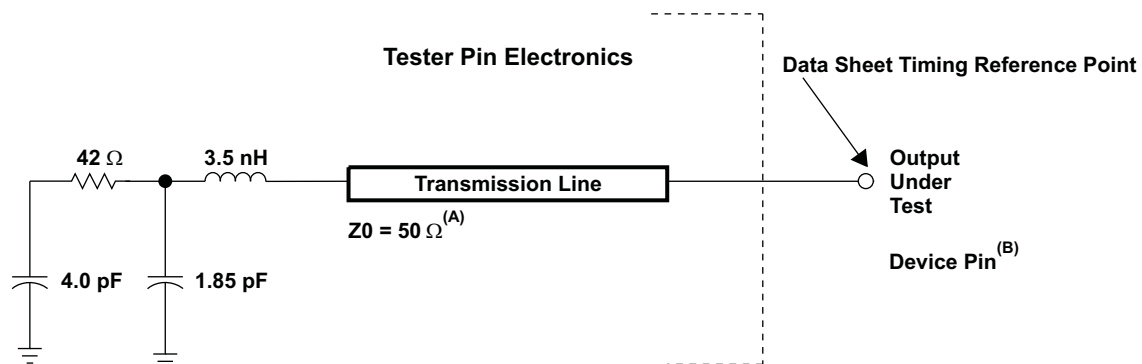 Tester Pin Electronics
Data Sheet Timing Reference Point
42 Ω
3.5 nH
Transmission Line
Output
Under
Test
Z0 = 50 Ω(A)
Device Pin(B)
4.0 pF
1.85 pF